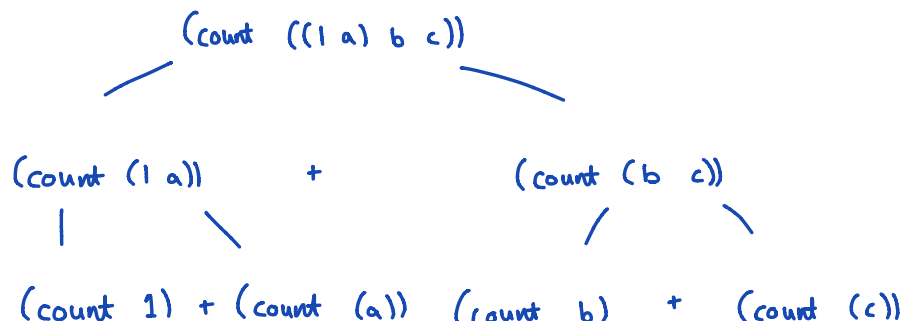 (count ((1 a) b c))
(count (1 a)) + (count (b c))
(count 1) + (count (a)) (count b) + (count (c))